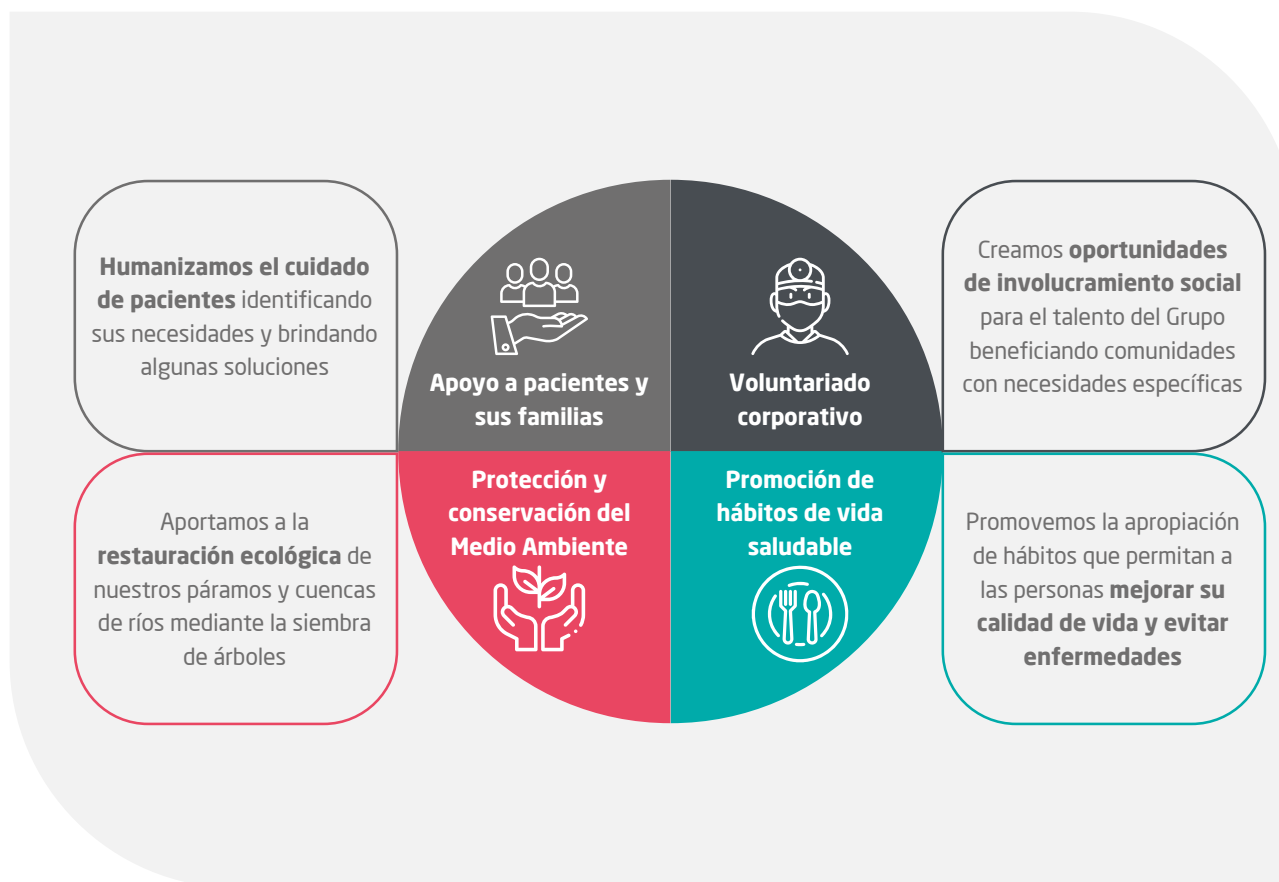 Humanizamos el cuidado
de pacientes identificando
sus necesidades y brindando
algunas soluciones
Apoyo a pacientes y
sus familias
Voluntariado
corporativo
Creamos oportunidades
de involucramiento social
para el talento del Grupo
beneficiando comunidades
con necesidades específicas
Aportamos a la
restauración ecológica de
nuestros páramos y cuencas
de ríos mediante la siembra
de árboles
Protección y
conservación del
Medio Ambiente
Promoción de
hábitos de vida
saludable
Promovemos la apropiación
de hábitos que permitan a
las personas mejorar su
calidad de vida y evitar
enfermedades